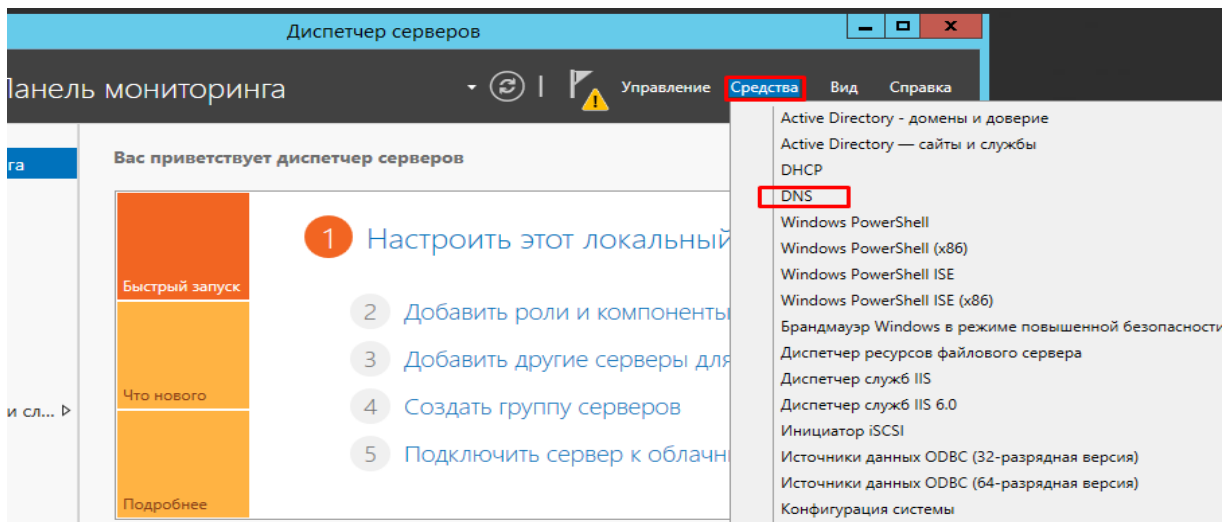 Диспетчер серверов
Панель мониторинга
Управление Средства Вид Справка
га
и сл...
Вас приветствует диспетчер серверов
Быстрый запуск
Что нового
Подробнее
1 Настроить этот локальный
2 Добавить роли и компоненты
3 Добавить другие серверы для
4 Создать группу серверов
5 Подключить сервер к облачн
Active Directory - домены и доверие
Active Directory — сайты и службы
DHCP
DNS
Windows PowerShell
Windows PowerShell (x86)
Windows PowerShell ISE
Windows PowerShell ISE (x86)
Брандмауэр Windows в режиме повышенной безопасности
Диспетчер ресурсов файлового сервера
Диспетчер служб IIS
Диспетчер служб IIS 6.0
Инициатор iSCSI
Источники данных ODBC (32-разрядная версия)
Источники данных ODBC (64-разрядная версия)
Конфигурация системы